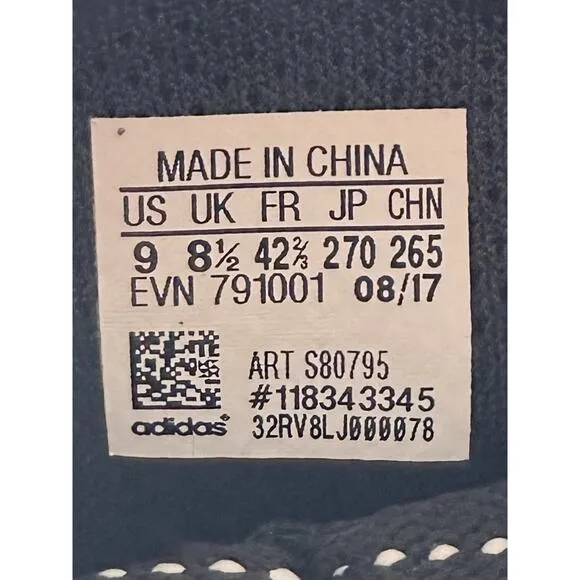 MADE IN CHINA
US UK FR JP CHN
9 8½ 42⅔ 270 265
EVN 791001 08/17
ART S80795
#118343345
adidas® 32RV8LJ000078